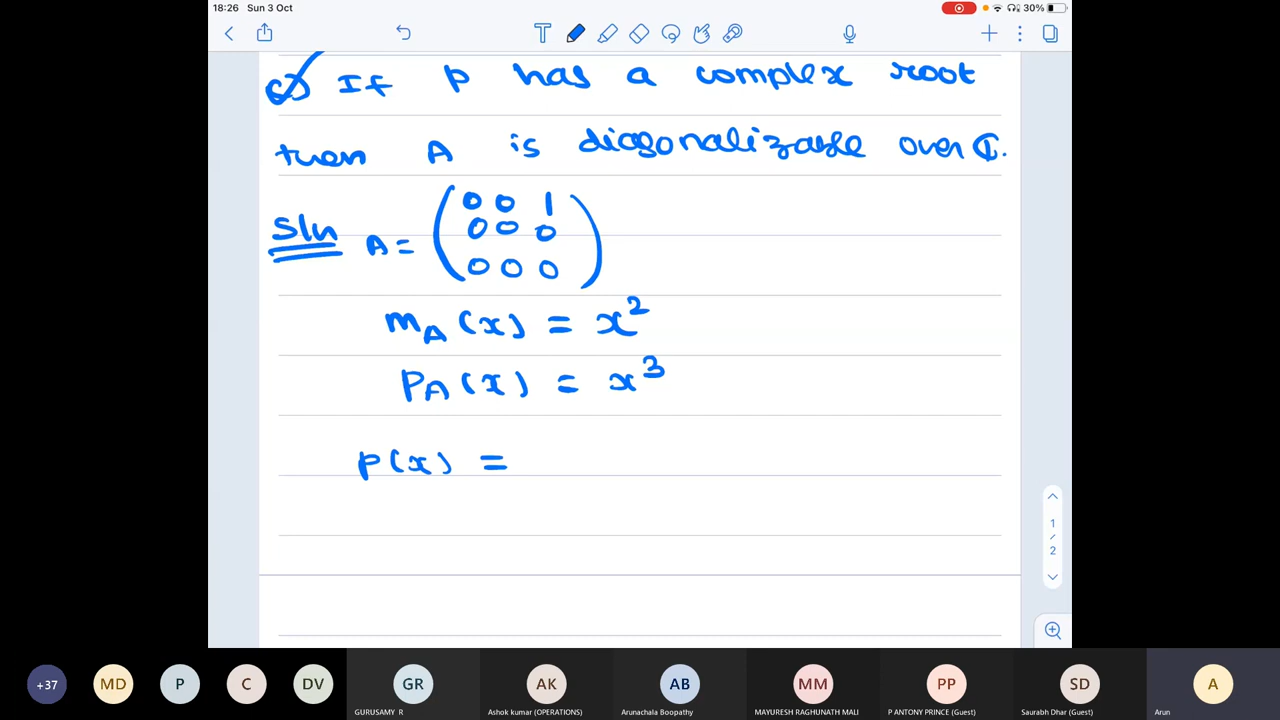 18:26 Sun 3 Oct
30%
c) If p has a complex root
then A is diagonalizable over ℂ.
Sln A = ( 0 0 1
0 0 0
0 0 0 )
m_A(x) = x²
p_A(x) = x³
p(x) =
1
2
+37
MD
P
C
DV
GR
GURUSAMY R
AK
Ashok kumar (OPERATIONS)
AB
Arunachala Boopathy
MM
MAYURESH RAGHUNATH MALI
PP
P ANTONY PRINCE (Guest)
SD
Saurabh Dhar (Guest)
A
Arun